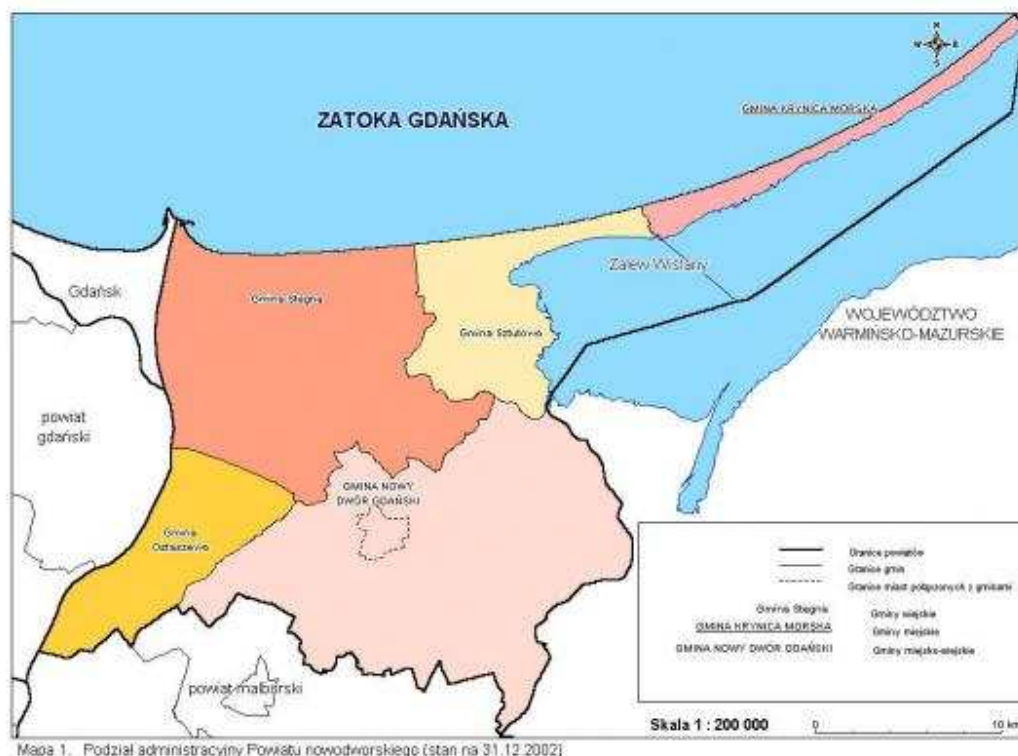 N
W E
S
ZATOKA GDAŃSKA
GMINA KRYNICA MORSKA
Gdańsk
Gmina Stegna
Zalew Wiślany
Gmina Sztutowo
WOJEWÓDZTWO
WARMIŃSKO-MAZURSKIE
powiat
gdański
GMINA NOWY
DWÓR GDAŃSKI
Gmina
Ostaszewo
powiat malborski
Granice powiatów
Granice gmin
Granice miast połączonych z gminami
Gmina Stegna Gminy wiejskie
GMINA KRYNICA MORSKA Gminy miejskie
GMINA NOWY DWÓR GDAŃSKI Gminy miejsko-wiejskie
Skala 1 : 200 000 0 10 km
Mapa 1. Podział administracyjny Powiatu nowodworskiego (stan na 31.12.2002)